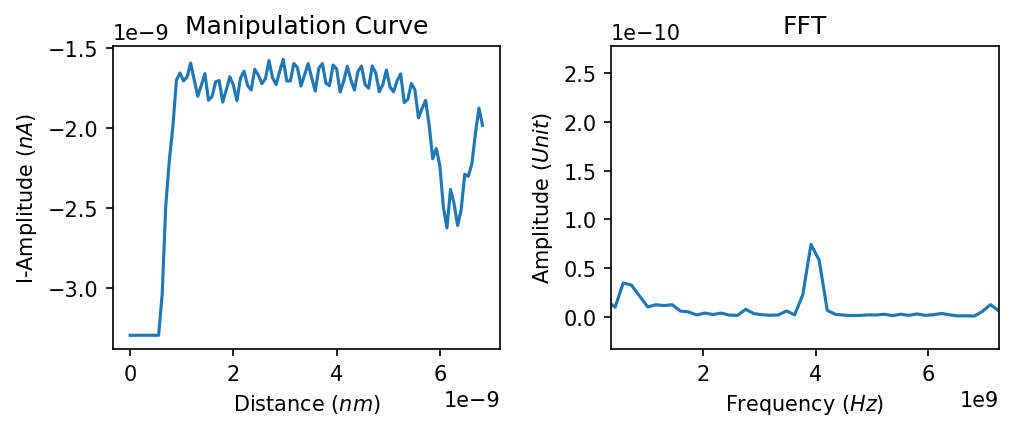 Manipulation Curve
1e−9
I-Amplitude (nA)
−1.5
−2.0
−2.5
−3.0
0 2 4 6
1e−9
Distance (nm)
FFT
1e−10
Amplitude (Unit)
2.5
2.0
1.5
1.0
0.5
0.0
2 4 6
1e9
Frequency (Hz)